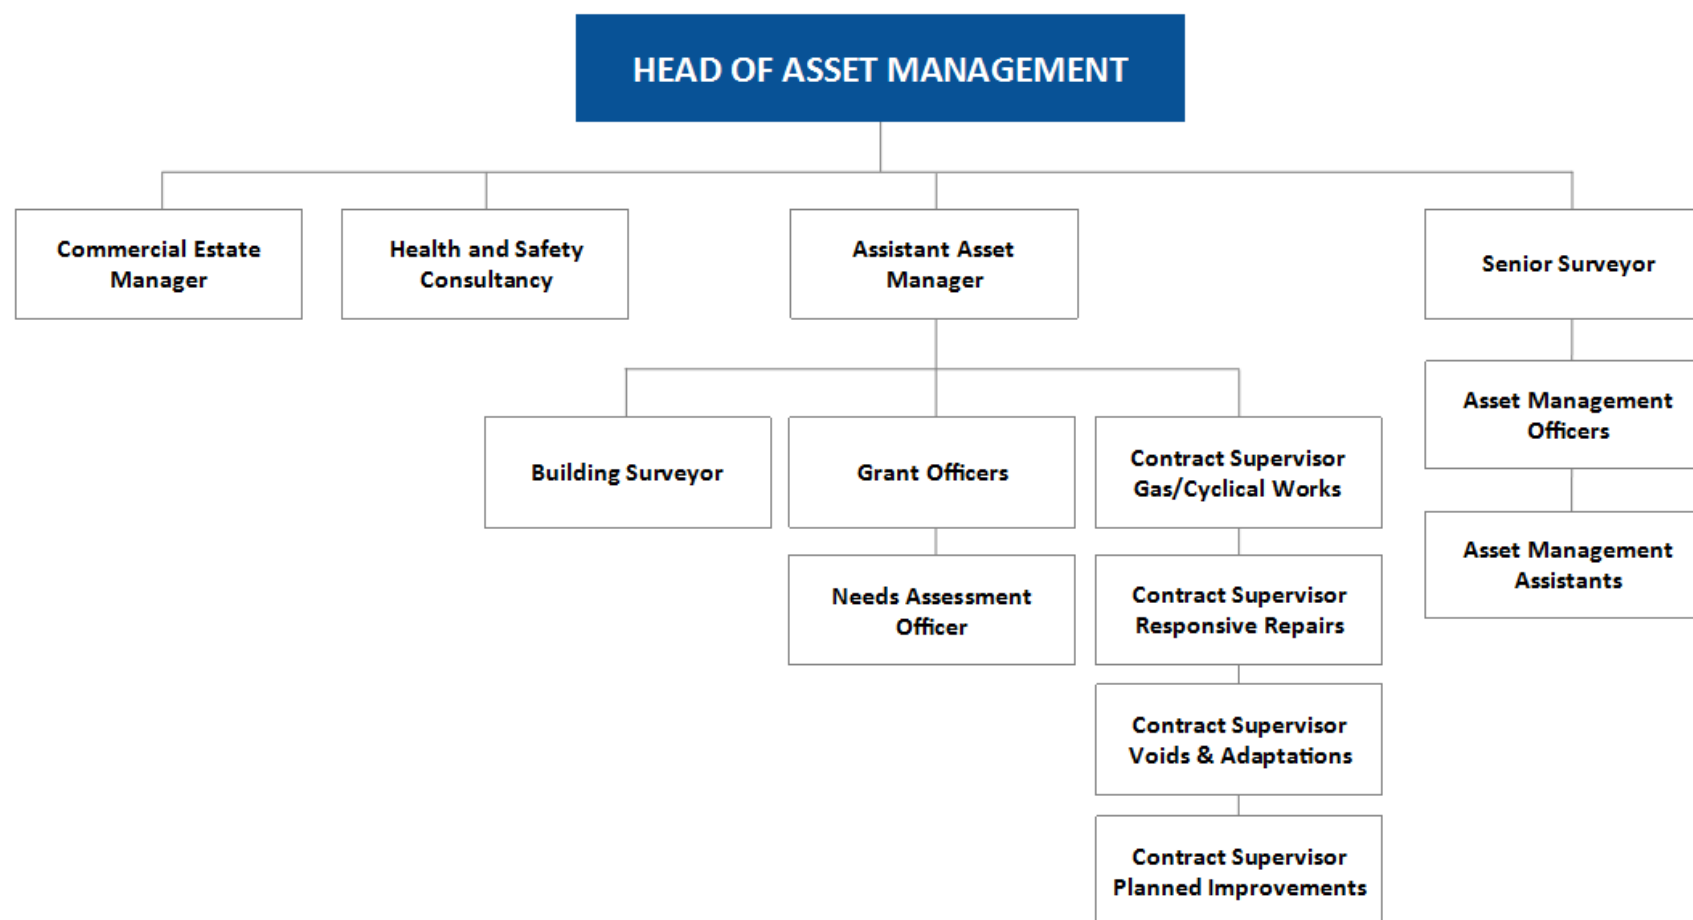 HEAD OF ASSET MANAGEMENT
Commercial Estate
Manager
Health and Safety
Consultancy
Assistant Asset
Manager
Senior Surveyor
Building Surveyor
Grant Officers
Contract Supervisor
Gas/Cyclical Works
Asset Management
Officers
Needs Assessment
Officer
Contract Supervisor
Responsive Repairs
Asset Management
Assistants
Contract Supervisor
Voids & Adaptations
Contract Supervisor
Planned Improvements